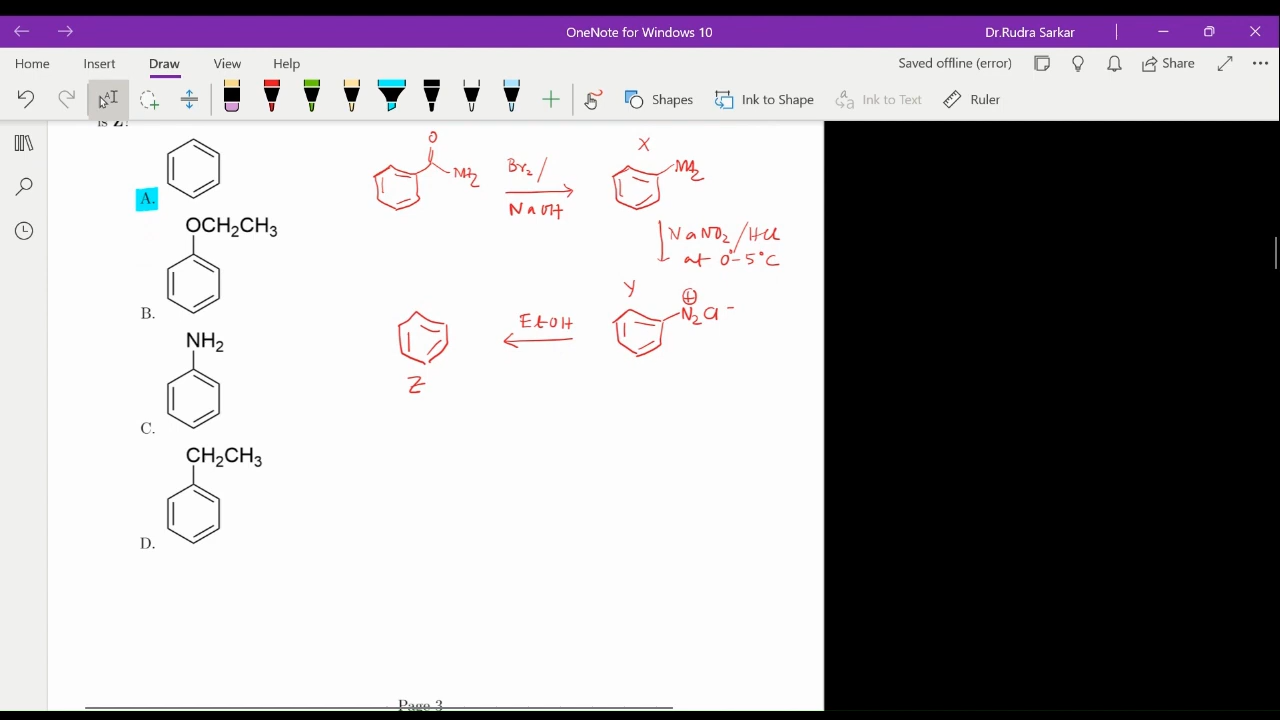 OneNote for Windows 10
Dr.Rudra Sarkar
Home Insert Draw View Help
Saved offline (error)
Share
Shapes
Ink to Shape
Ink to Text
Ruler
is Z?
A.
OCH2CH3
B.
NH2
C.
CH2CH3
D.
O
NH2
Br2/
NaOH
X
NH2
NaNO2/HCl
at 0°-5°C
Y
N2Cl-
EtOH
Z
Page 3